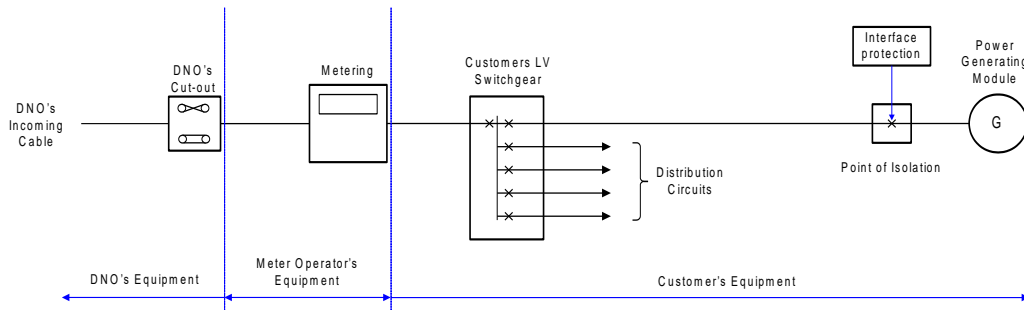 DNO's
Incoming
Cable
DNO's
Cut-out
Metering
Customers LV
Switchgear
Distribution
Circuits
Interface
protection
Point of Isolation
Power
Generating
Module
G
DNO's Equipment
Meter Operator's
Equipment
Customer's Equipment